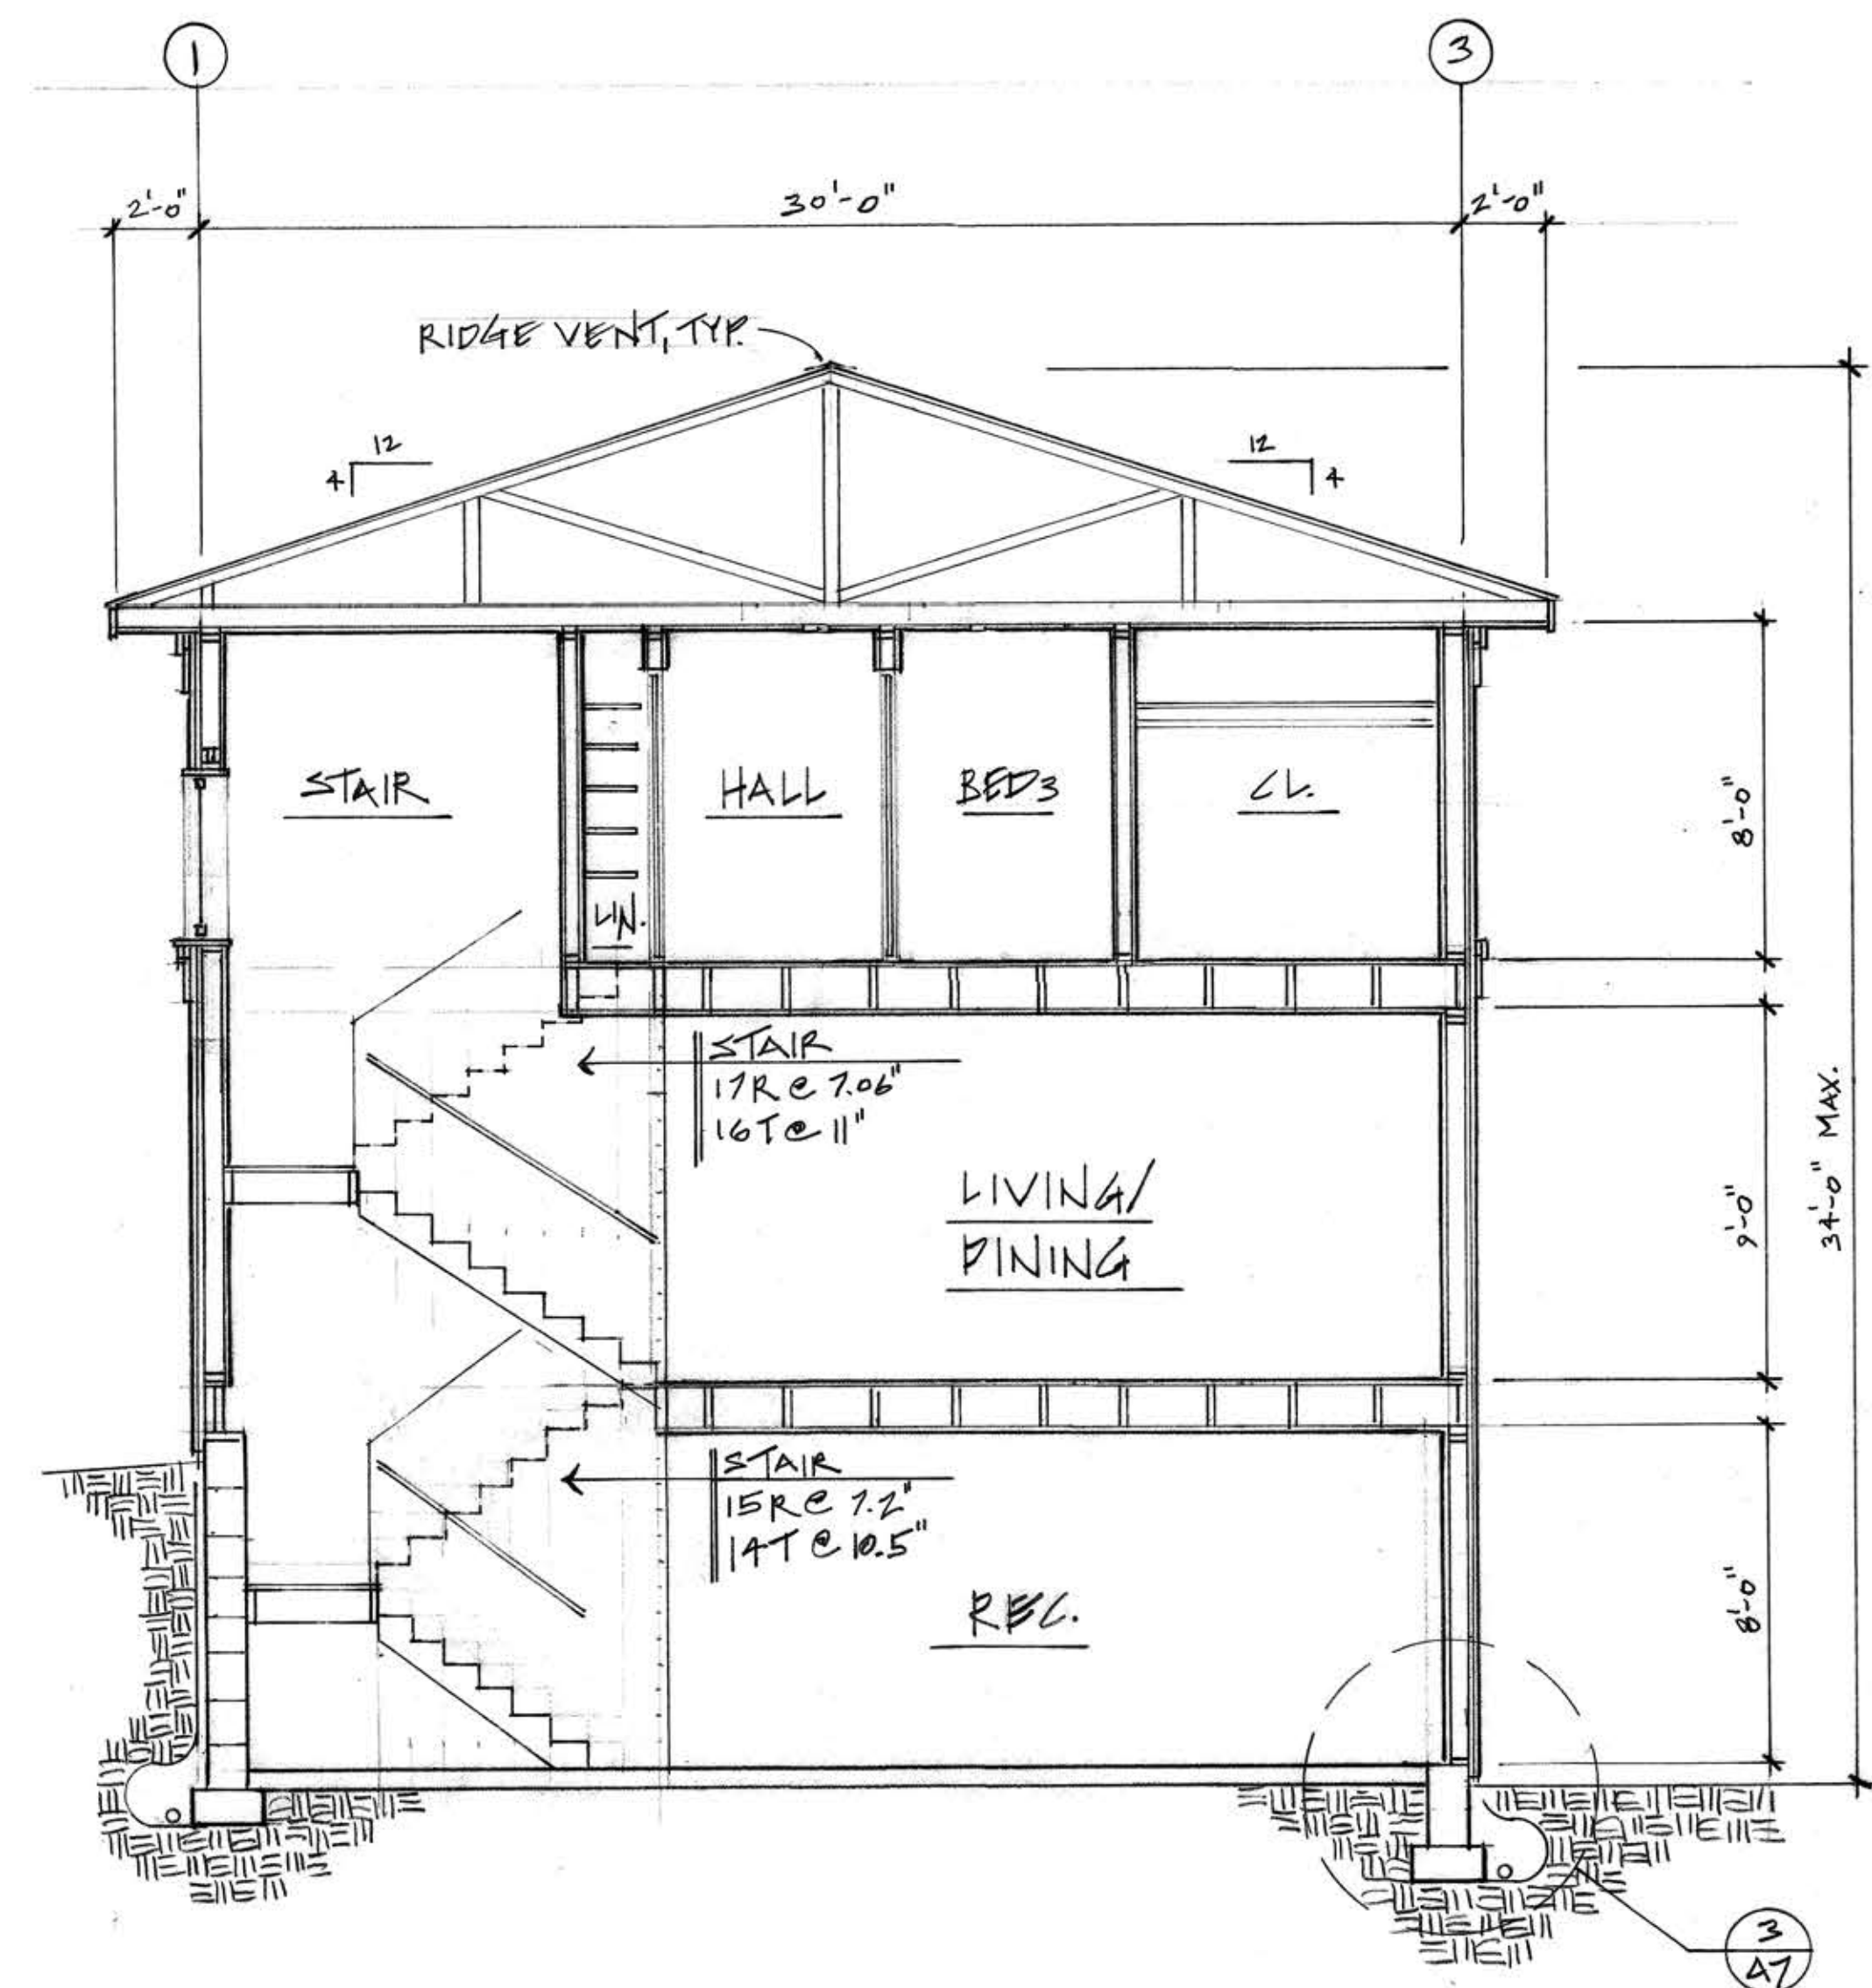 1
3
2'-0"
30'-0"
2'-0"
RIDGE VENT, TYP.
12
4
12
4
STAIR
HALL
BED3
CL.
LIN.
8'-0"
STAIR
17R @ 7.06"
16T @ 11"
LIVING/
DINING
9'-0"
34'-0" MAX.
STAIR
15R @ 7.2"
14T @ 10.5"
REC.
8'-0"
3
A7